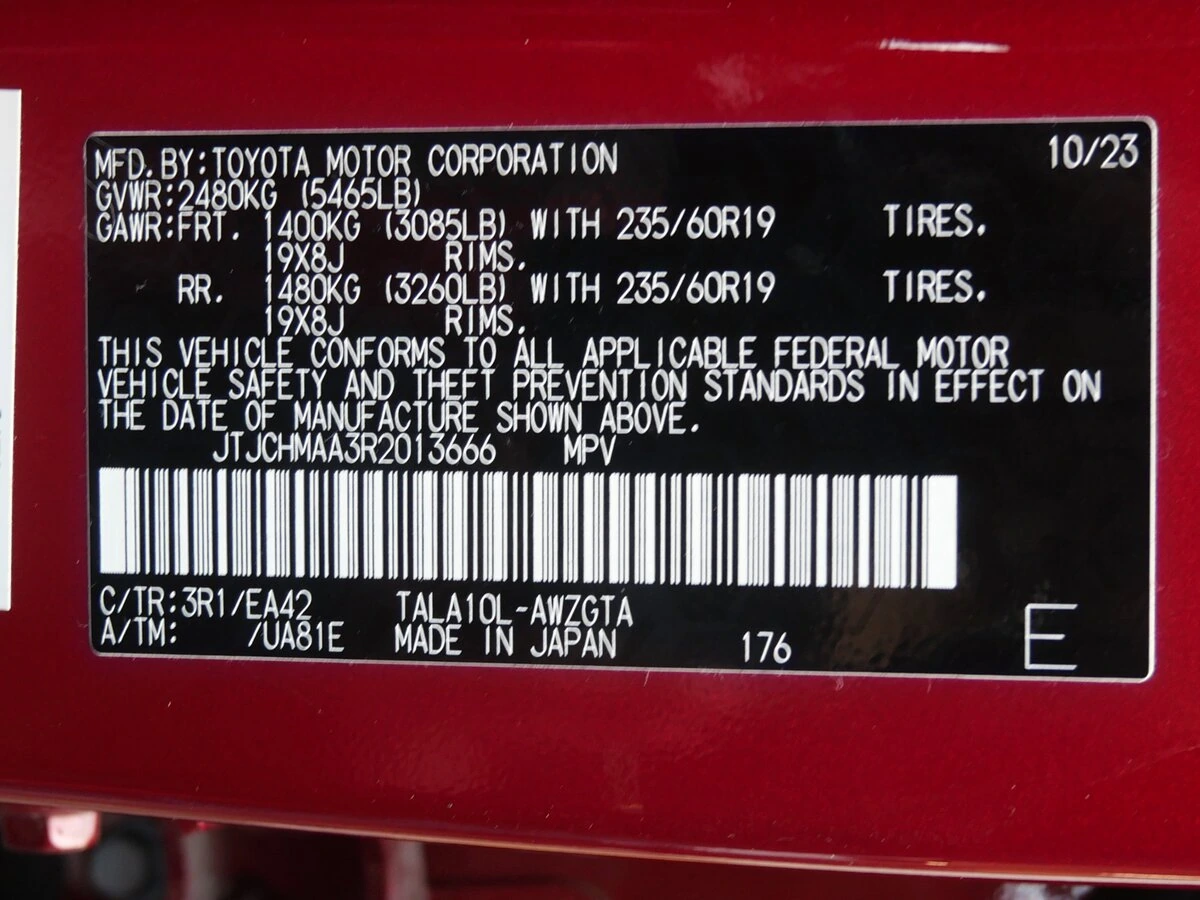 MFD. BY:TOYOTA MOTOR CORPORATION 10/23
GVWR:2480KG (5465LB)
GAWR:FRT. 1400KG (3085LB) WITH 235/60R19 TIRES.
19X8J RIMS.
RR. 1480KG (3260LB) WITH 235/60R19 TIRES.
19X8J RIMS.
THIS VEHICLE CONFORMS TO ALL APPLICABLE FEDERAL MOTOR
VEHICLE SAFETY AND THEFT PREVENTION STANDARDS IN EFFECT ON
THE DATE OF MANUFACTURE SHOWN ABOVE.
JTJCHMAA3R2013666 MPV
C/TR:3R1/EA42 TALA10L-AWZGTA
A/TM: /UA81E MADE IN JAPAN 176 E